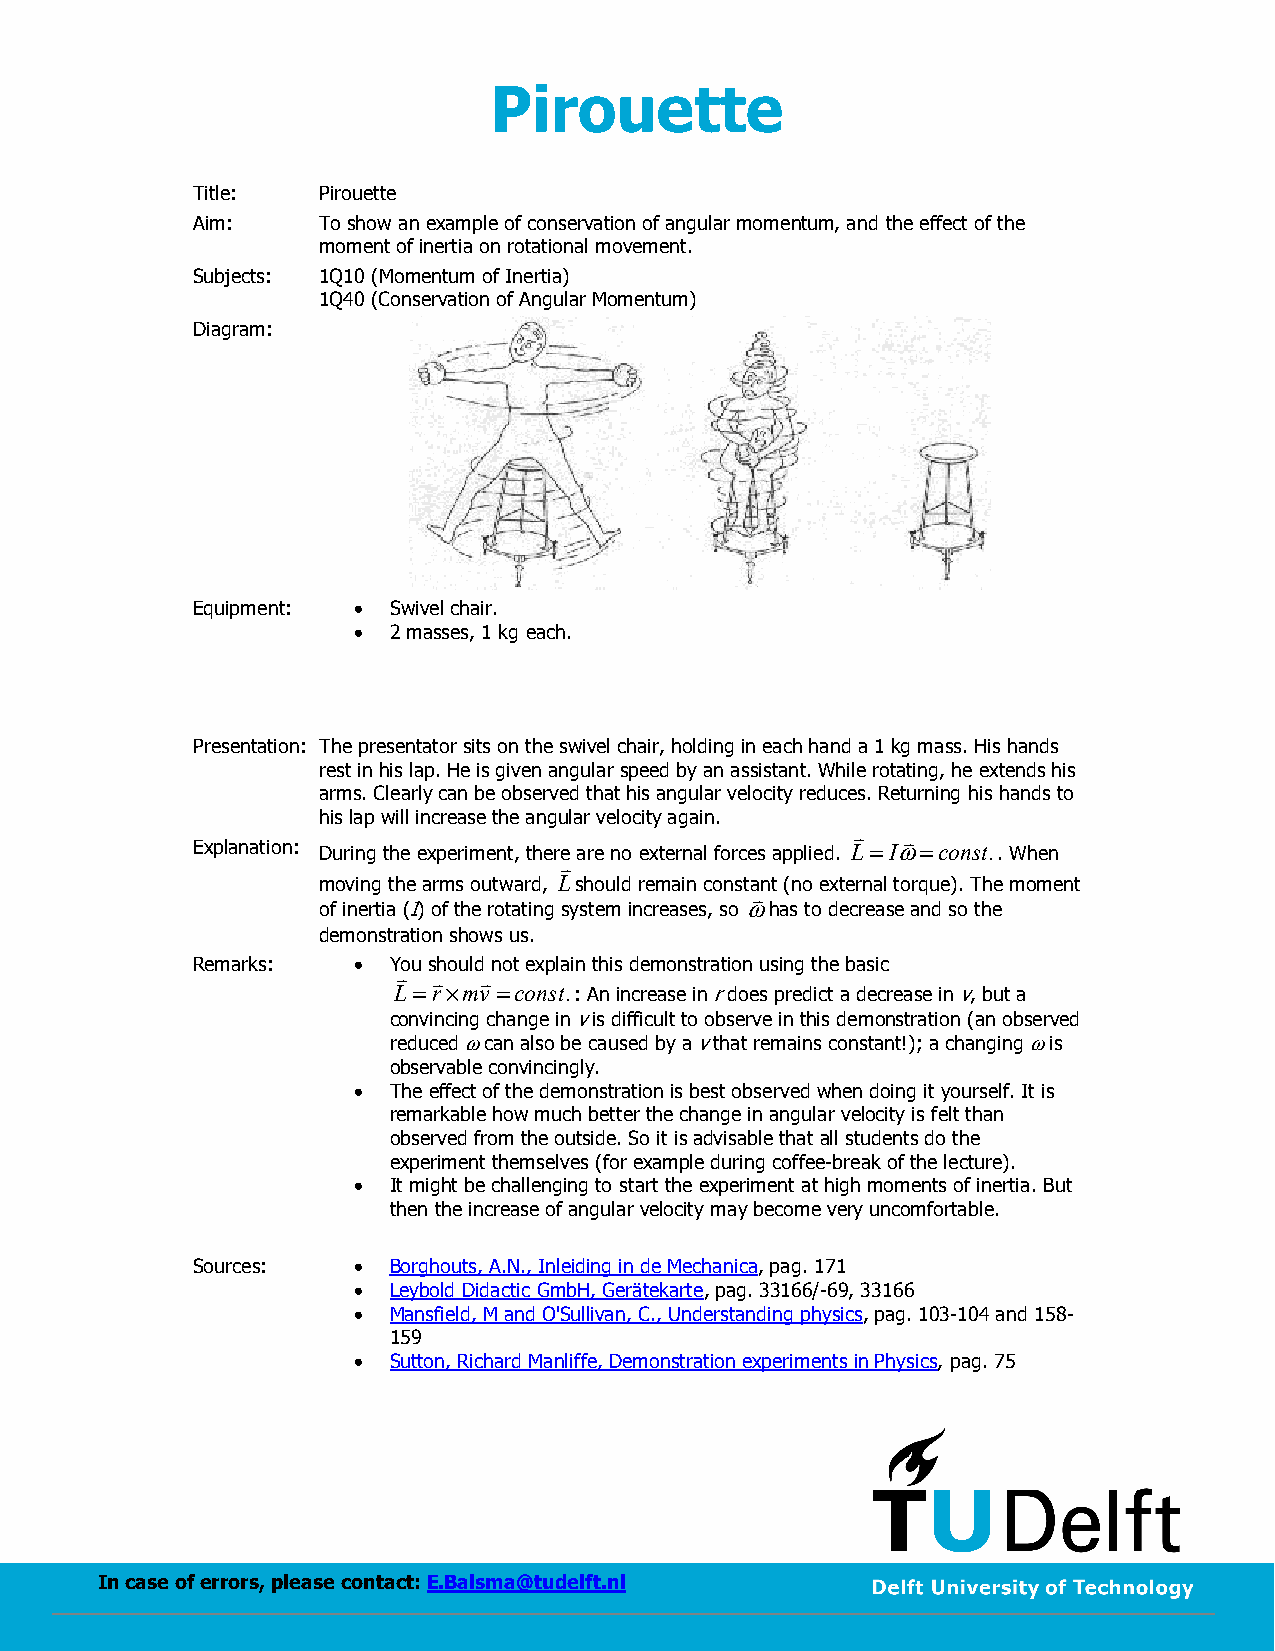 Pirouette
Title: Pirouette
Aim: To show an example of conservation of angular momentum, and the effect of the
moment of inertia on rotational movement.
Subjects: 1Q10 (Momentum of Inertia)
1Q40 (Conservation of Angular Momentum)
Diagram:
Equipment: • Swivel chair.
• 2 masses, 1 kg each.
Presentation: The presentator sits on the swivel chair, holding in each hand a 1 kg mass. His hands
rest in his lap. He is given angular speed by an assistant. While rotating, he extends his
arms. Clearly can be observed that his angular velocity reduces. Returning his hands to
his lap will increase the angular velocity again.
Explanation: During the experiment, there are no external forces applied. L⃗ = Iω⃗ = const.. When
moving the arms outward, L⃗ should remain constant (no external torque). The moment
of inertia (I) of the rotating system increases, so ω⃗ has to decrease and so the
demonstration shows us.
Remarks: • You should not explain this demonstration using the basic
L⃗ = r⃗ × mv⃗ = const.: An increase in r does predict a decrease in v, but a
convincing change in v is difficult to observe in this demonstration (an observed
reduced ω can also be caused by a v that remains constant!); a changing ω is
observable convincingly.
• The effect of the demonstration is best observed when doing it yourself. It is
remarkable how much better the change in angular velocity is felt than
observed from the outside. So it is advisable that all students do the
experiment themselves (for example during coffee-break of the lecture).
• It might be challenging to start the experiment at high moments of inertia. But
then the increase of angular velocity may become very uncomfortable.
Sources: • Borghouts, A.N., Inleiding in de Mechanica, pag. 171
• Leybold Didactic GmbH, Gerätekarte, pag. 33166/-69, 33166
• Mansfield, M and O'Sullivan, C., Understanding physics, pag. 103-104 and 158-
159
• Sutton, Richard Manliffe, Demonstration experiments in Physics, pag. 75
TUDelft
In case of errors, please contact: E.Balsma@tudelft.nl
Delft University of Technology